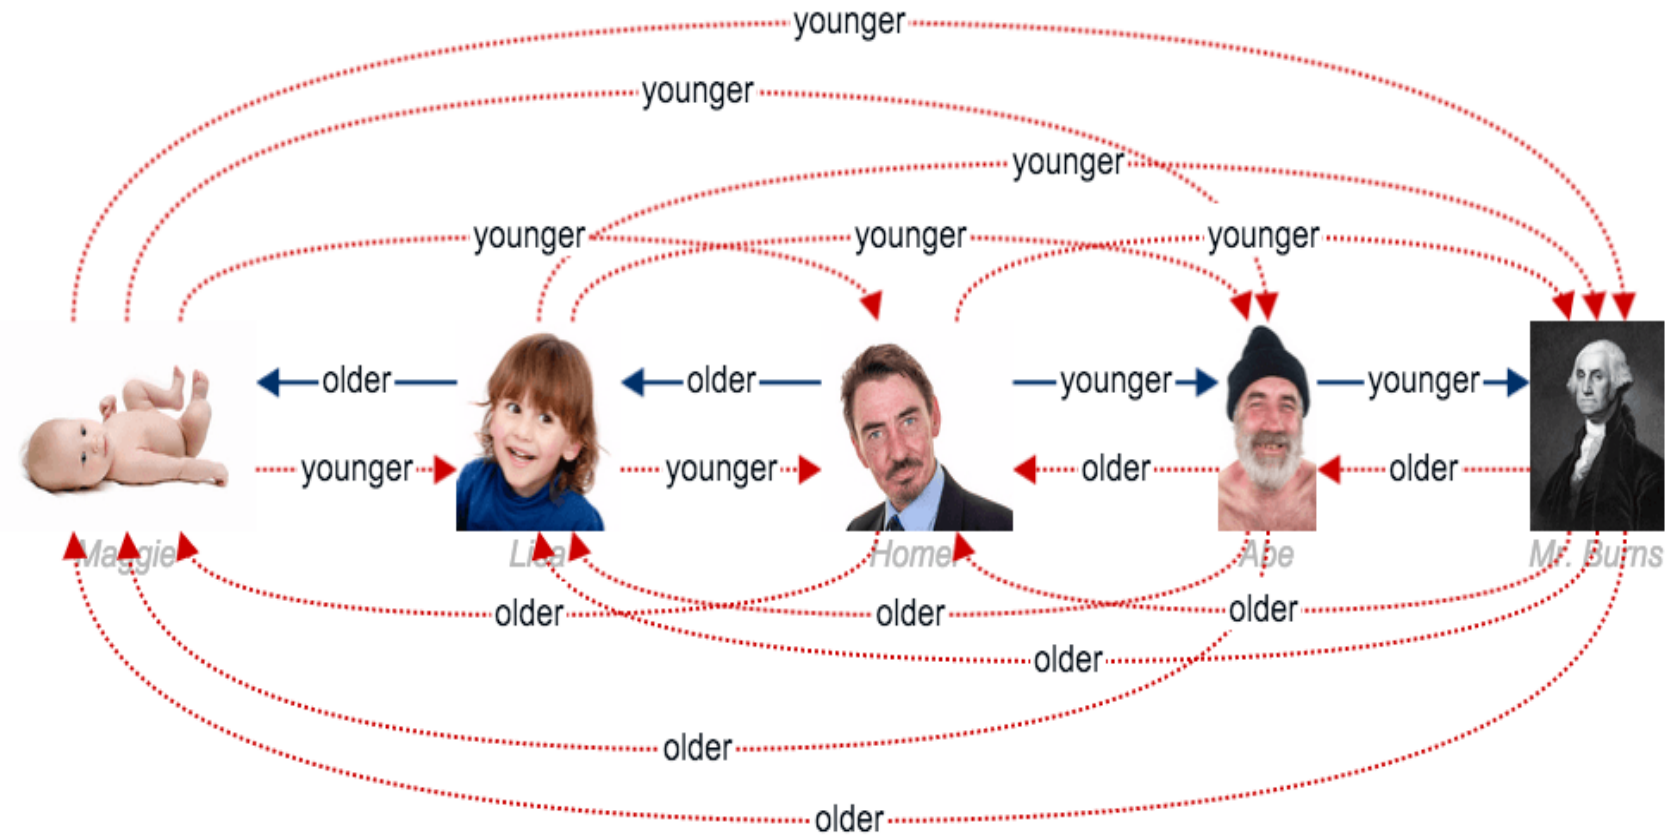 younger
younger
younger
younger younger younger
older older younger younger
younger younger older older
Maggie Lisa Homer Abe Mr. Burns
older older older
older
older
older